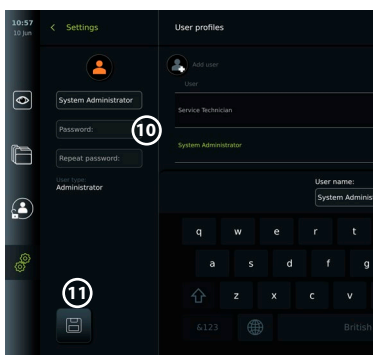 10:57
10 Jun
Settings
User profiles
Add user
User
System Administrator
Service Technician
Password:
10
System Administrator
Repeat password:
User type:
Administrator
User name:
System Adminis
q w e r t
a s d f g
11
z x c v
&123
British